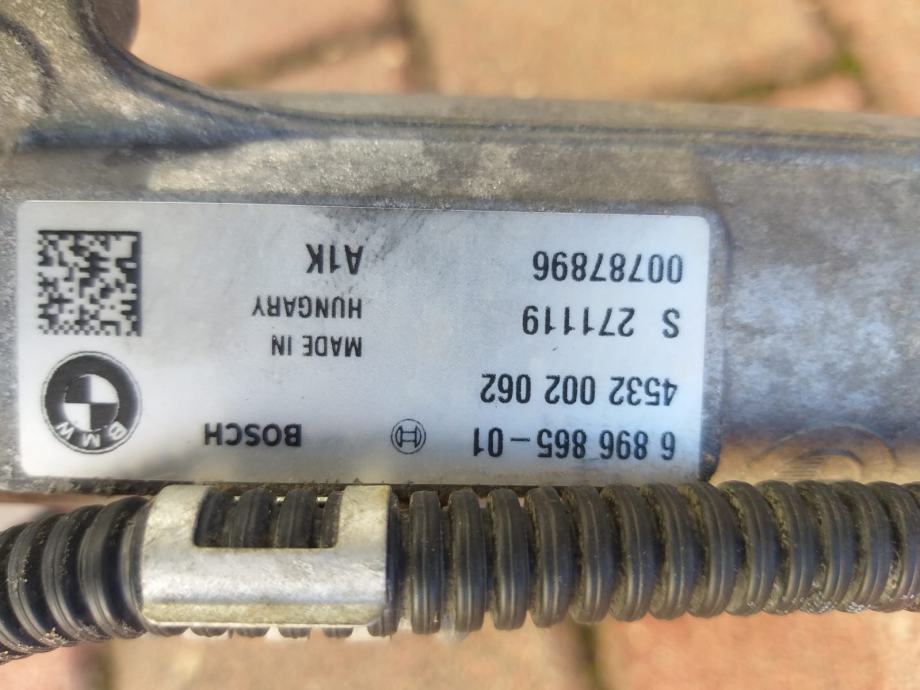 6 896 865-01 BOSCH BMW
4532 002 062
MADE IN
S 271119 HUNGARY
00787896 A1K